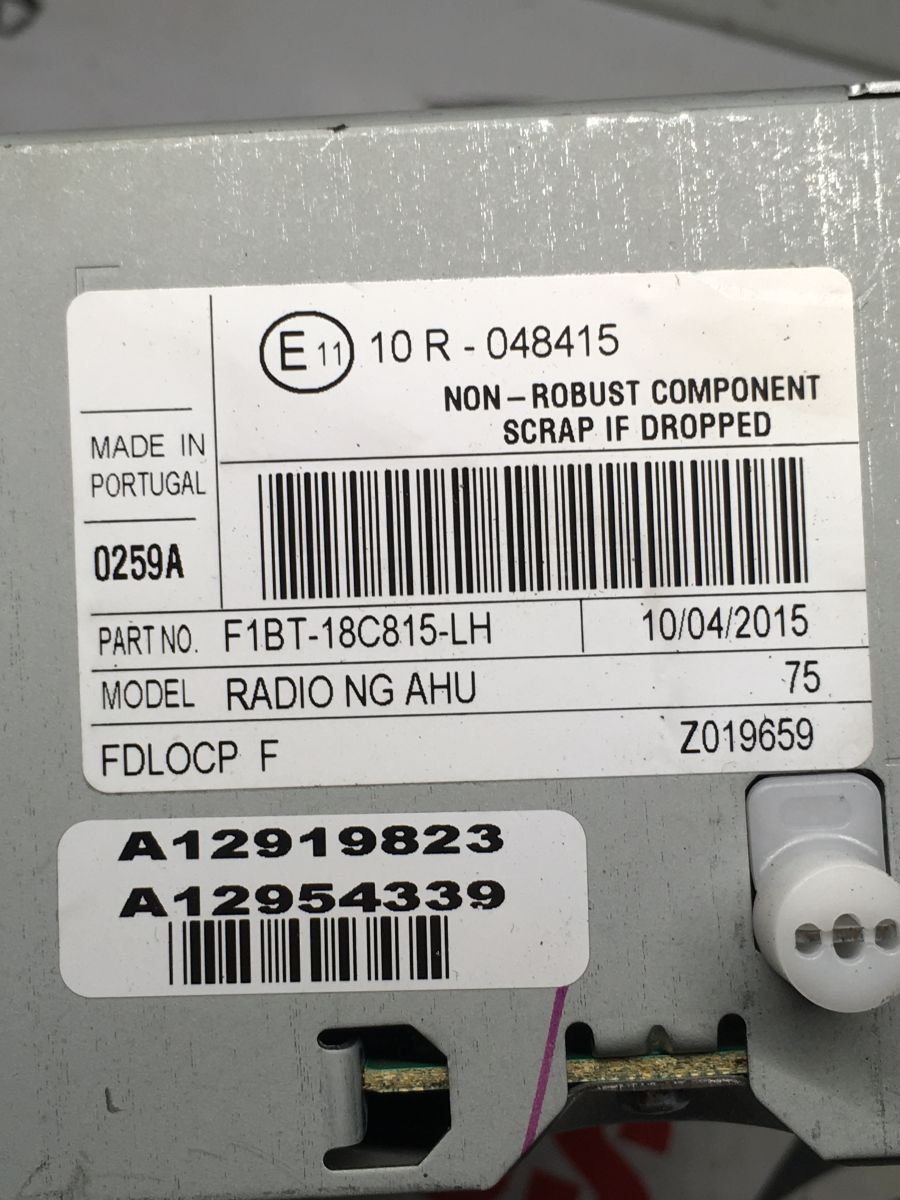 E 11 10 R - 048415
NON-ROBUST COMPONENT
SCRAP IF DROPPED
MADE IN
PORTUGAL
0259A
PART NO. F1BT-18C815-LH 10/04/2015
MODEL RADIO NG AHU 75
FDLOCP F Z019659
A12919823
A12954339